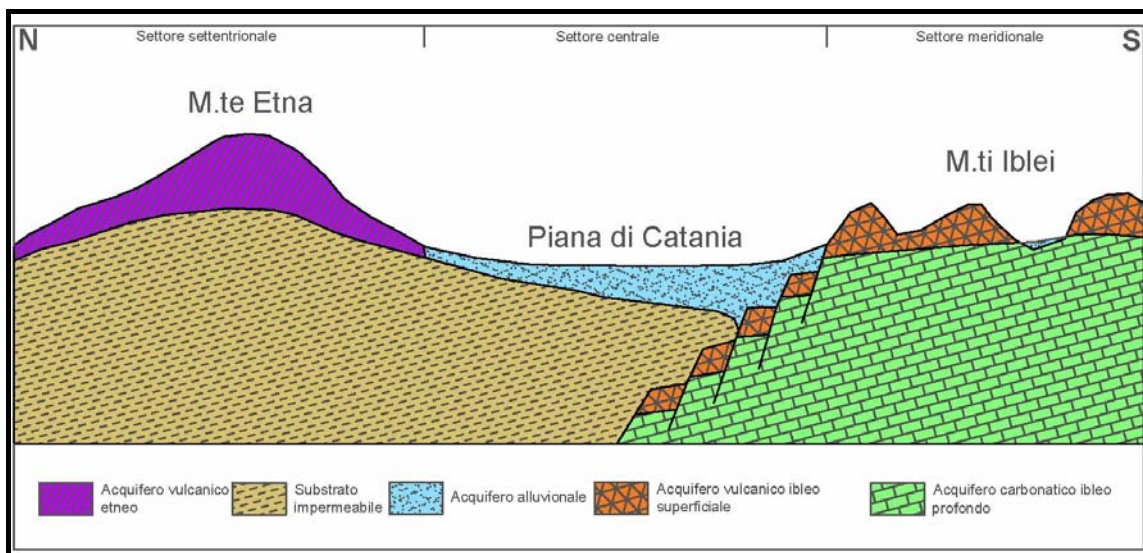 N
Settore settentrionale
Settore centrale
Settore meridionale
S
M.te Etna
M.ti Iblei
Piana di Catania
Acquifero vulcanico
etneo
Substrato
impermeabile
Acquifero alluvionale
Acquifero vulcanico ibleo
superficiale
Acquifero carbonatico ibleo
profondo